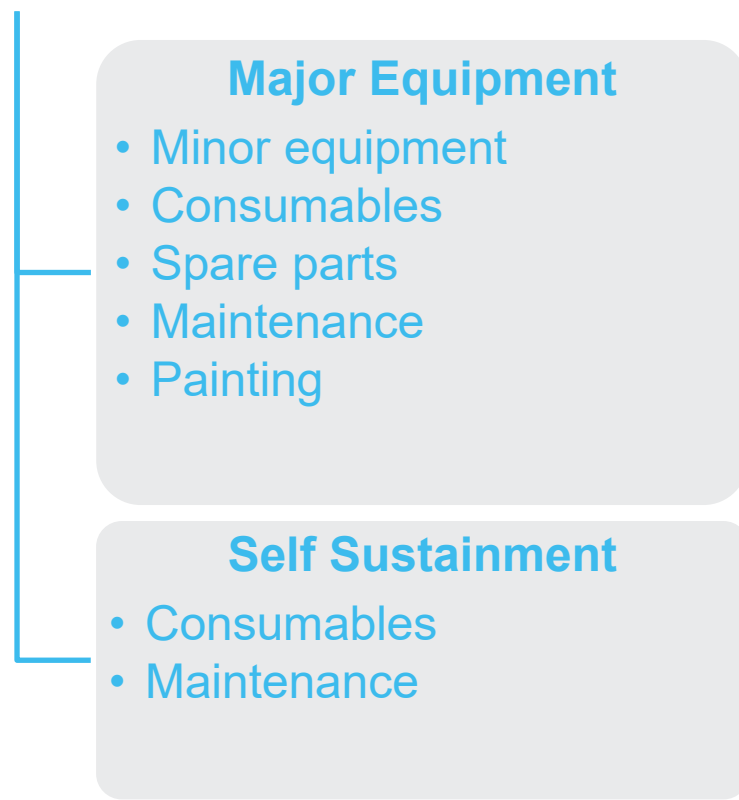 Major Equipment
• Minor equipment
• Consumables
• Spare parts
• Maintenance
• Painting
Self Sustainment
• Consumables
• Maintenance